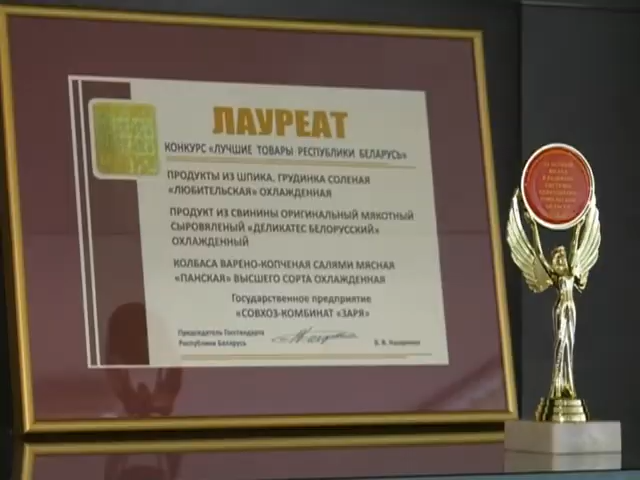 ЛАУРЕАТ
КОНКУРС «ЛУЧШИЕ ТОВАРЫ РЕСПУБЛИКИ БЕЛАРУСЬ»
ПРОДУКТЫ ИЗ ШПИКА, ГРУДИНКА СОЛЕНАЯ
«ЛЮБИТЕЛЬСКАЯ» ОХЛАЖДЕННАЯ
ПРОДУКТ ИЗ СВИНИНЫ ОРИГИНАЛЬНЫЙ МЯКОТНЫЙ
СЫРОВЯЛЕНЫЙ «ДЕЛИКАТЕС БЕЛОРУССКИЙ»
ОХЛАЖДЕННЫЙ
КОЛБАСА ВАРЕНО-КОПЧЕНАЯ САЛЯМИ МЯСНАЯ
«ПАНСКАЯ» ВЫСШЕГО СОРТА ОХЛАЖДЕННАЯ
Государственное предприятие
«СОВХОЗ-КОМБИНАТ «ЗАРЯ»
Председатель Госстандарта
Республики Беларусь